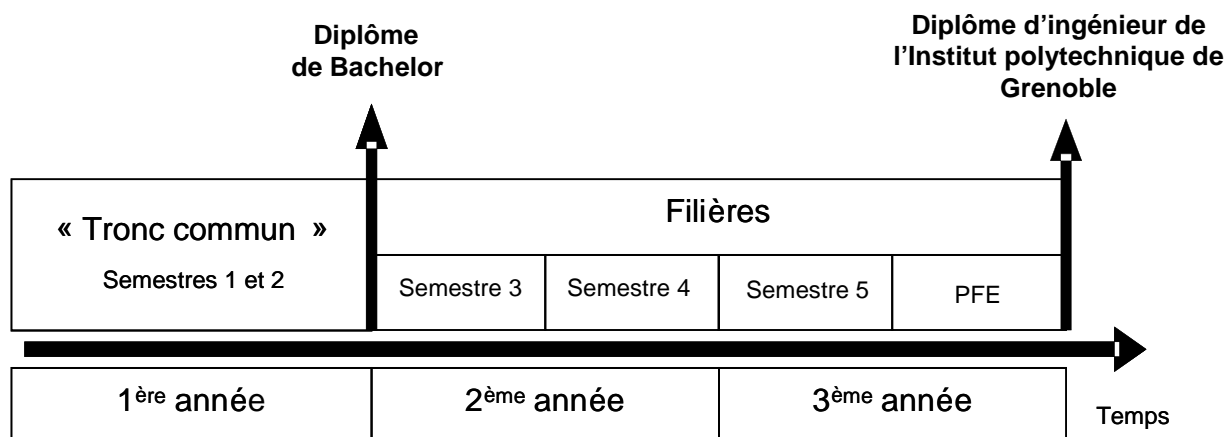 Diplôme
de Bachelor
Diplôme d'ingénieur de
l'Institut polytechnique de
Grenoble
« Tronc commun »
Semestres 1 et 2
Filières
Semestre 3
Semestre 4
Semestre 5
PFE
1ère année
2ème année
3ème année
Temps